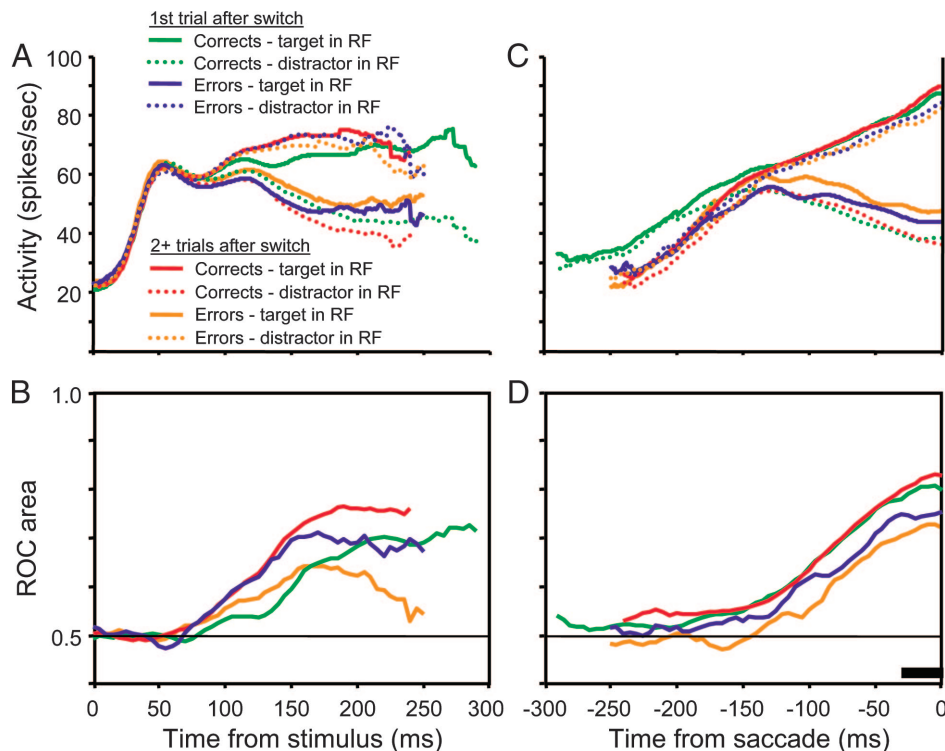 1st trial after switch
Corrects - target in RF
Corrects - distractor in RF
Errors - target in RF
Errors - distractor in RF
2+ trials after switch
Corrects - target in RF
Corrects - distractor in RF
Errors - target in RF
Errors - distractor in RF
A
100
80
60
40
20
Activity (spikes/sec)
C
B
1.0
0.5
ROC area
0 50 100 150 200 250 300
Time from stimulus (ms)
D
-300 -250 -200 -150 -100 -50 0
Time from saccade (ms)